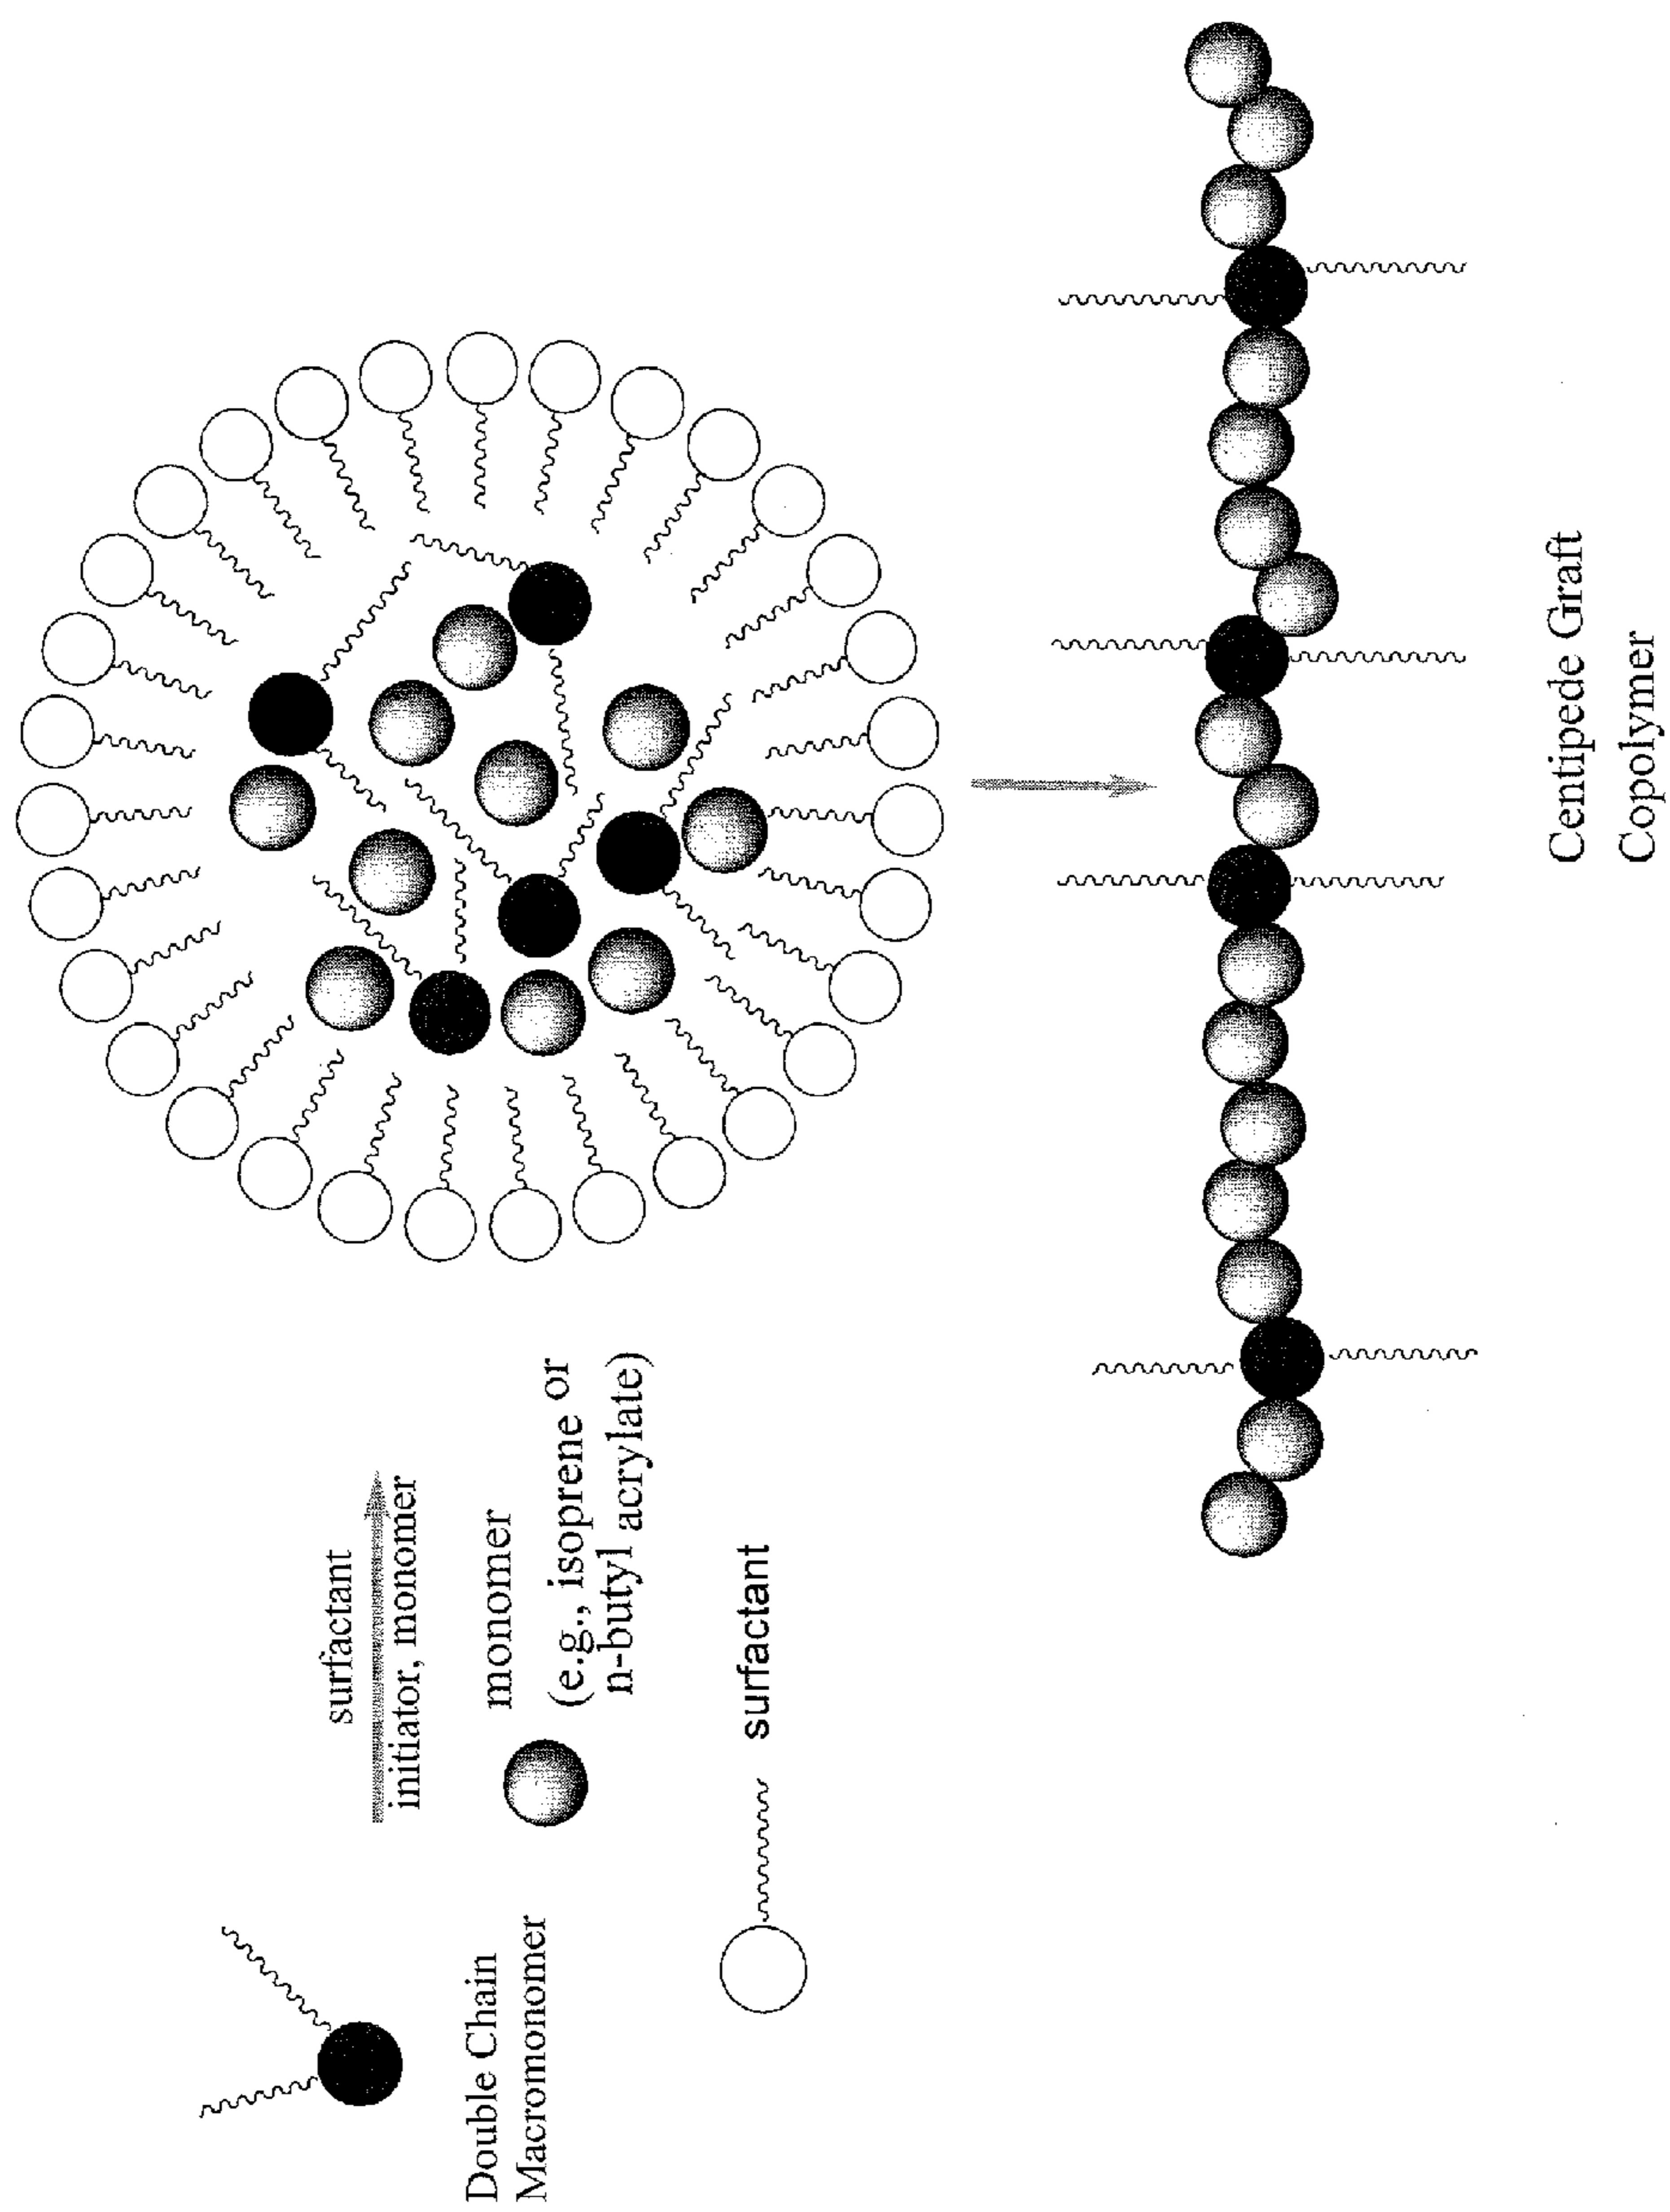 Double Chain
Macromonomer
surfactant
initiator, monomer
monomer
(e.g., isoprene or
n-butyl acrylate)
surfactant
Centipede Graft
Copolymer